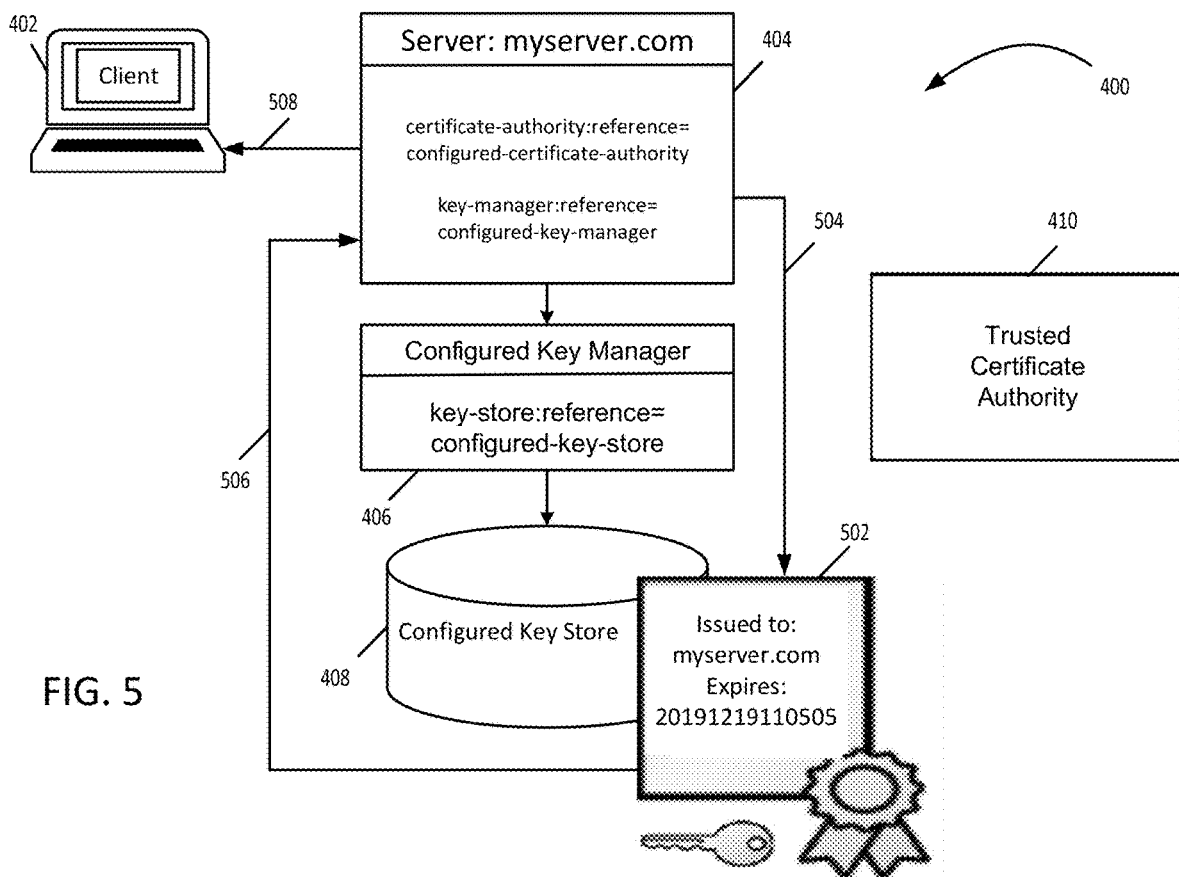 402
Client
508
Server: myserver.com
404
certificate-authority:reference=
configured-certificate-authority
key-manager:reference=
configured-key-manager
400
504
410
Trusted
Certificate
Authority
Configured Key Manager
key-store:reference=
configured-key-store
506
406
502
Configured Key Store
408
Issued to:
myserver.com
Expires:
20191219110505
FIG. 5